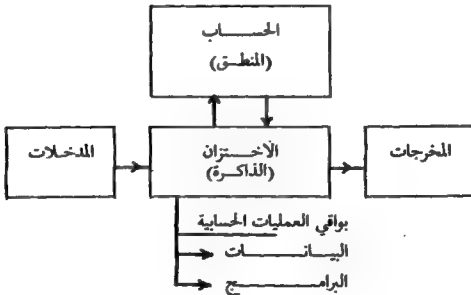 الحساب
(المنطق)
المدخلات
الاختزان
(الذاكرة)
المخرجات
بواقي العمليات الحسابية
البيانات
البرامج